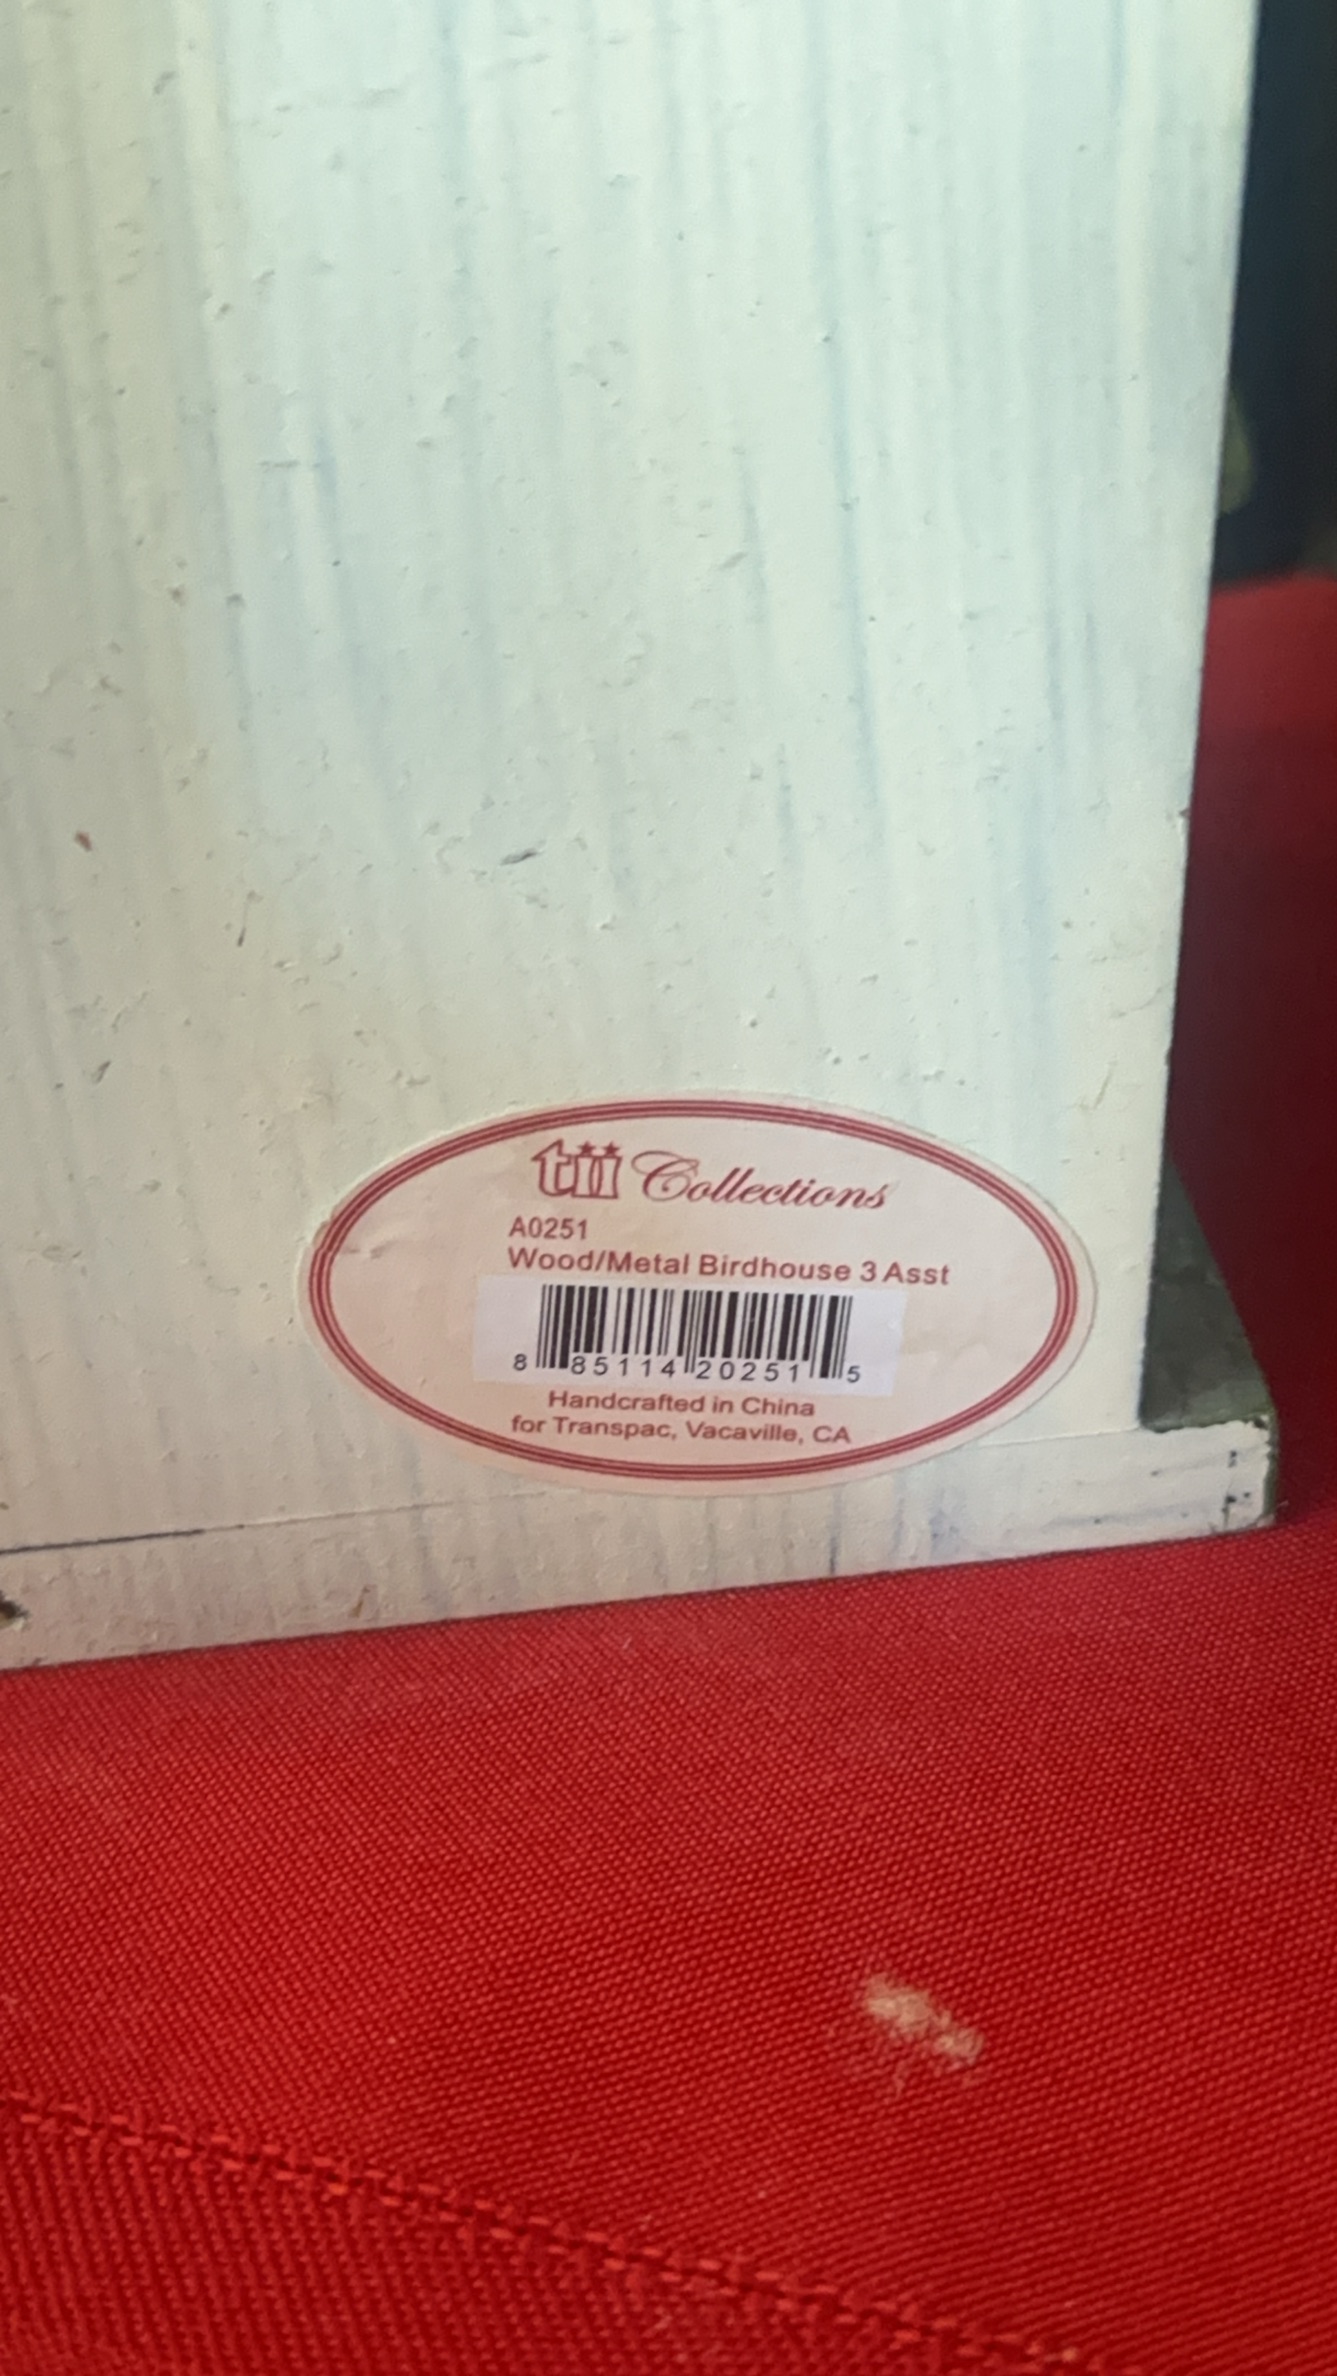 tii Collections
A0251
Wood/Metal Birdhouse 3 Asst
8 85114 20251 5
Handcrafted in China
for Transpac, Vacaville, CA